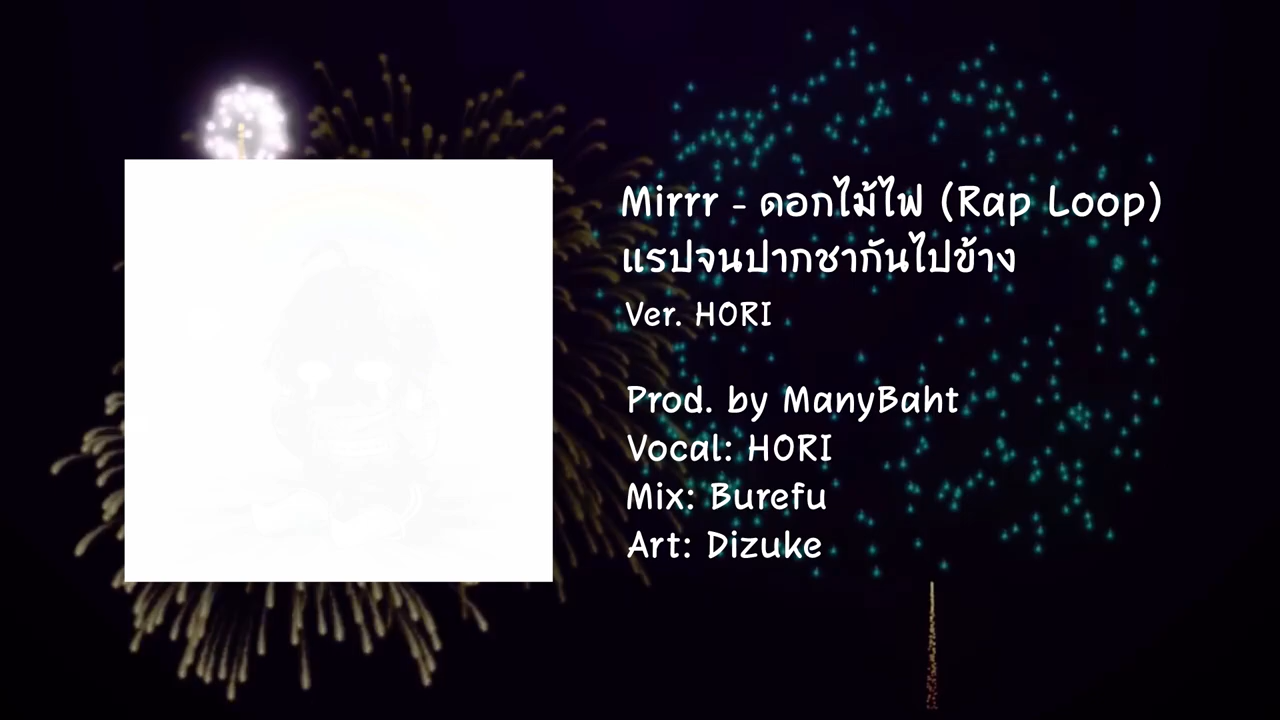 Mirrr - ดอกไม้ไฟ (Rap Loop)
แรปจนปากชากันไปข้าง
Ver. HORI
Prod. by ManyBaht
Vocal: HORI
Mix: Burefu
Art: Dizuke